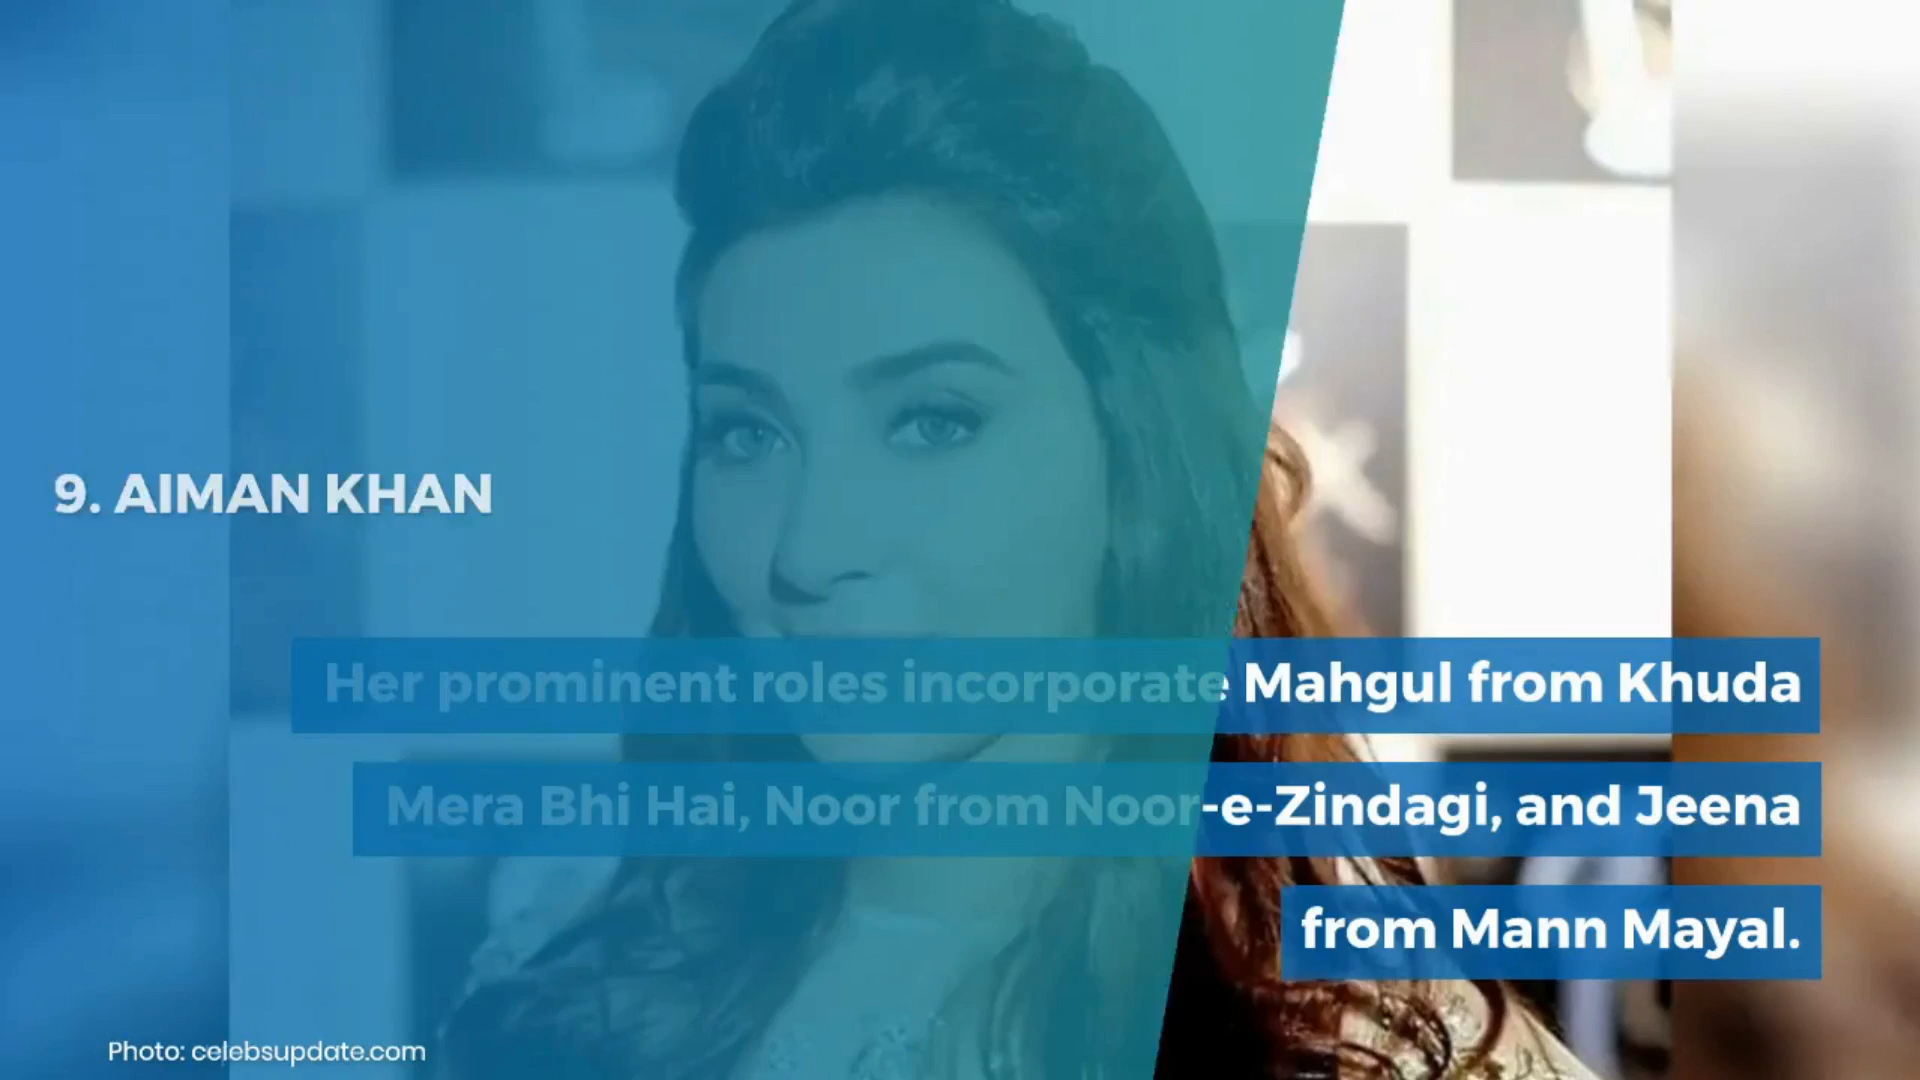 9. AIMAN KHAN
Her prominent roles incorporate Mahgul from Khuda
Mera Bhi Hai, Noor from Noor-e-Zindagi, and Jeena
from Mann Mayal.
Photo: celebsupdate.com